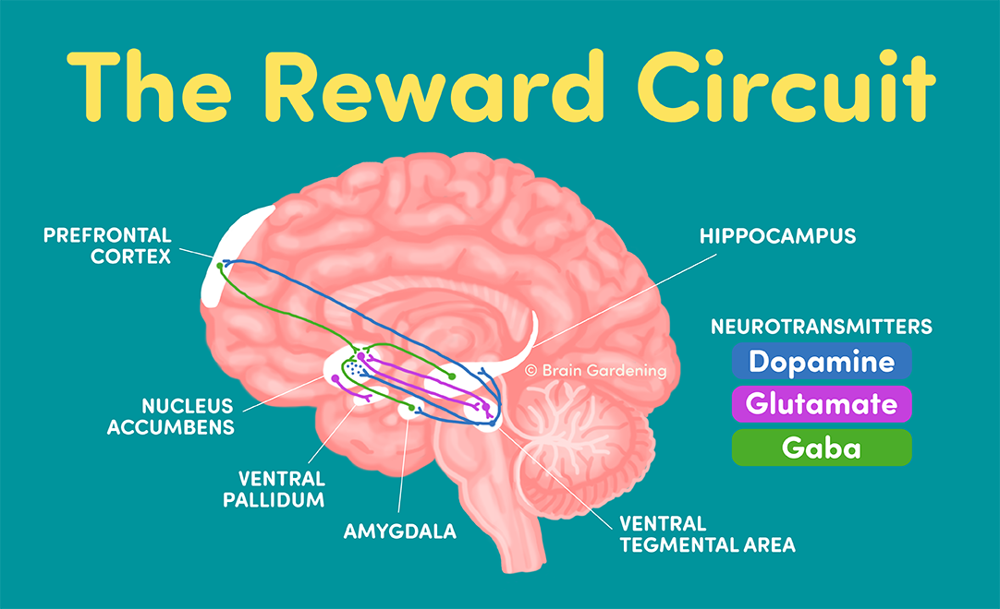 The Reward Circuit
PREFRONTAL
CORTEX
HIPPOCAMPUS
NEUROTRANSMITTERS
Dopamine
Glutamate
Gaba
© Brain Gardening
NUCLEUS
ACCUMBENS
VENTRAL
PALLIDUM
AMYGDALA
VENTRAL
TEGMENTAL AREA